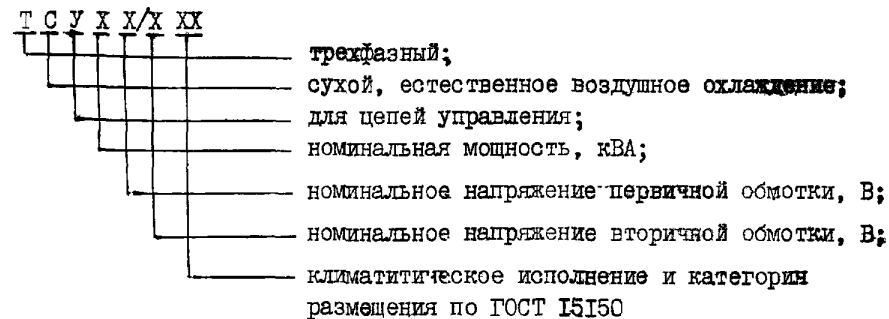 Т С У Х Х/Х ХХ
трехфазный;
сухой, естественное воздушное охлаждение;
для цепей управления;
номинальная мощность, кВА;
номинальное напряжение первичной обмотки, В;
номинальное напряжение вторичной обмотки, В;
климатитическое исполнение и категория
размещения по ГОСТ I5I50